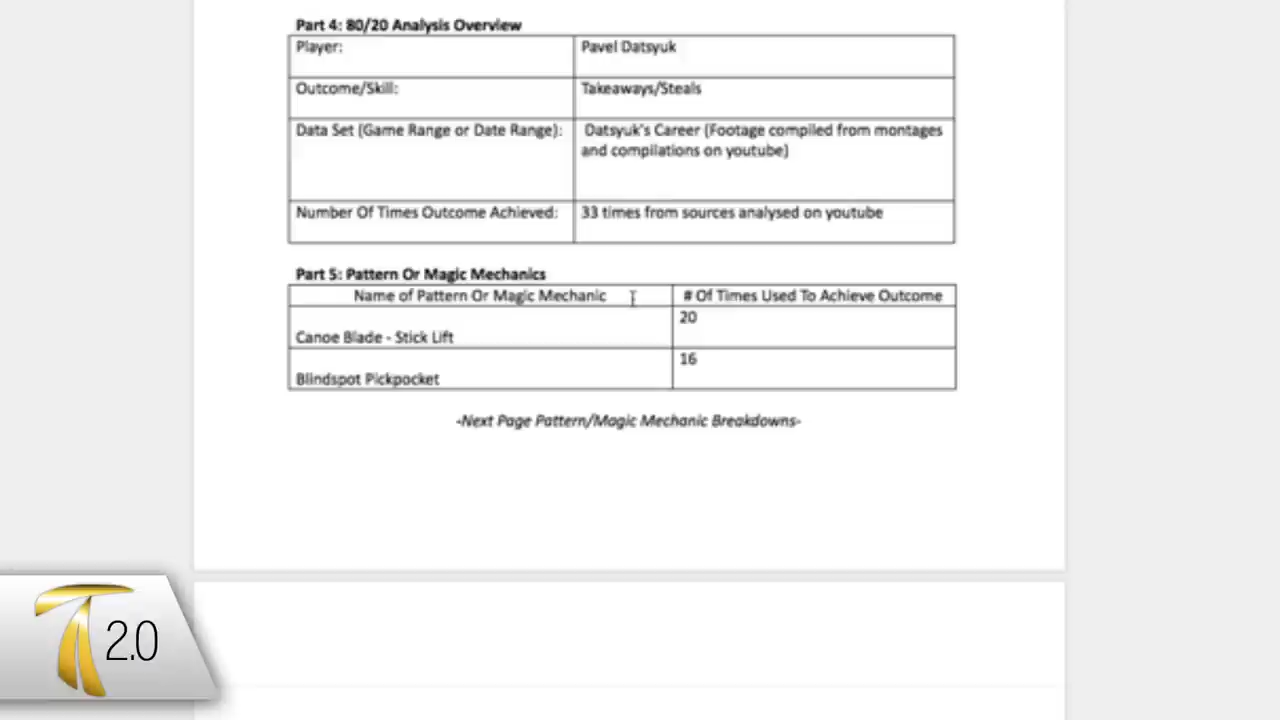 Part 4: 80/20 Analysis Overview
Player:
Pavel Datsyuk
Outcome/Skill:
Takeaways/Steals
Data Set (Game Range or Date Range):
Datsyuk's Career (Footage compiled from montages
and compilations on youtube)
Number Of Times Outcome Achieved:
33 times from sources analysed on youtube
Part 5: Pattern Or Magic Mechanics
Name of Pattern Or Magic Mechanic
# Of Times Used To Achieve Outcome
Canoe Blade - Stick Lift
20
Blindspot Pickpocket
16
-Next Page Pattern/Magic Mechanic Breakdowns-
T 2.0